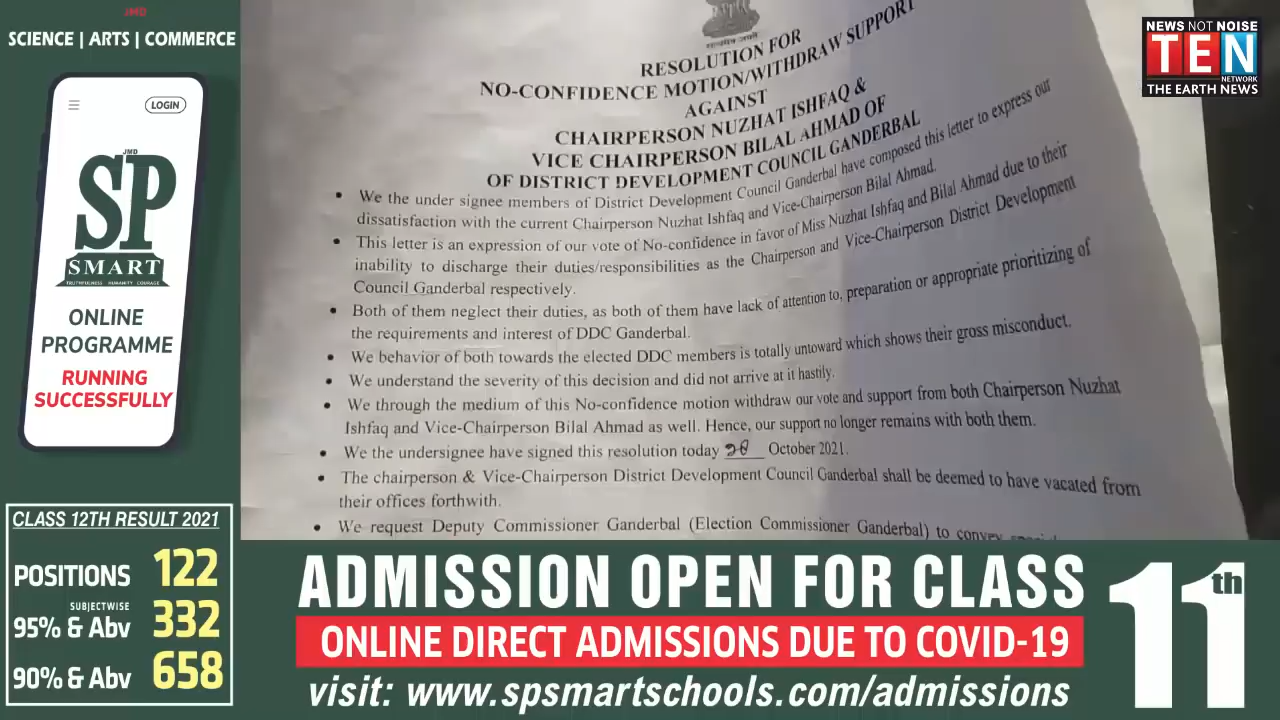 JMD
SCIENCE | ARTS | COMMERCE
LOGIN
JMD
SP
SMART
TRUTHFULNESS HUMANITY COURAGE
ONLINE
PROGRAMME
RUNNING
SUCCESSFULLY
CLASS 12TH RESULT 2021
POSITIONS 122
SUBJECTWISE
95% & Abv 332
90% & Abv 658
सत्यमेव जयते
RESOLUTION FOR
NO-CONFIDENCE MOTION/WITHDRAW SUPPORT
AGAINST
CHAIRPERSON NUZHAT ISHFAQ &
VICE CHAIRPERSON BILAL AHMAD OF
OF DISTRICT DEVELOPMENT COUNCIL GANDERBAL
• We the under signee members of District Development Council Ganderbal have composed this letter to express our
dissatisfaction with the current Chairperson Nuzhat Ishfaq and Vice-Chairperson Bilal Ahmad.
• This letter is an expression of our vote of No-confidence in favor of Miss Nuzhat Ishfaq and Bilal Ahmad due to their
inability to discharge their duties/responsibilities as the Chairperson and Vice-Chairperson District Development
Council Ganderbal respectively.
• Both of them neglect their duties, as both of them have lack of attention to, preparation or appropriate prioritizing of
the requirements and interest of DDC Ganderbal.
• We behavior of both towards the elected DDC members is totally untoward which shows their gross misconduct.
• We understand the severity of this decision and did not arrive at it hastily.
• We through the medium of this No-confidence motion withdraw our vote and support from both Chairperson Nuzhat
Ishfaq and Vice-Chairperson Bilal Ahmad as well. Hence, our support no longer remains with both them.
• We the undersignee have signed this resolution today October 2021.
• The chairperson & Vice-Chairperson District Development Council Ganderbal shall be deemed to have vacated from
their offices forthwith.
• We request Deputy Commissioner Ganderbal (Election Commissioner Ganderbal) to convey
NEWS NOT NOISE
TEN
NETWORK
THE EARTH NEWS
ADMISSION OPEN FOR CLASS 11th
ONLINE DIRECT ADMISSIONS DUE TO COVID-19
visit: www.spsmartschools.com/admissions